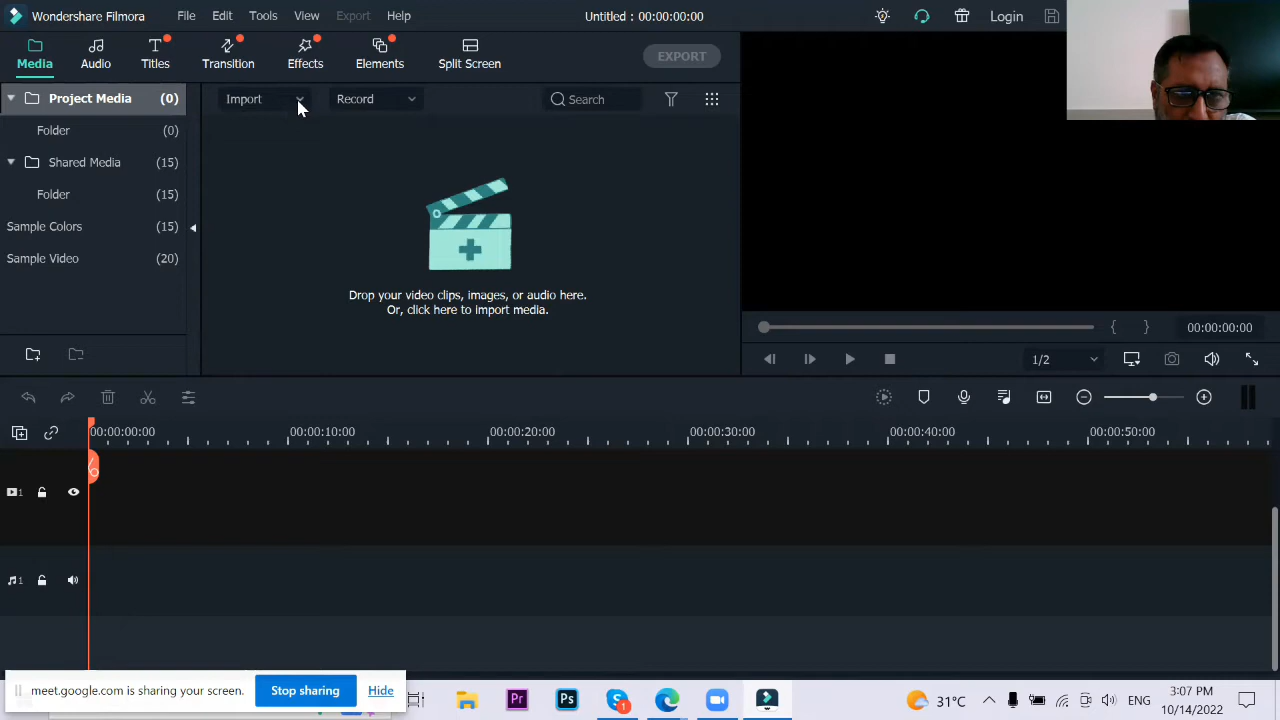 Wondershare Filmora File Edit Tools View Export Help Untitled : 00:00:00:00 Login
Media Audio Titles Transition Effects Elements Split Screen EXPORT
Project Media (0) Import Record Search
Folder (0)
Shared Media (15)
Folder (15)
Sample Colors (15)
Sample Video (20)
Drop your video clips, images, or audio here.
Or, click here to import media.
{ } 00:00:00:00
1/2
00:00:00:00 00:00:10:00 00:00:20:00 00:00:30:00 00:00:40:00 00:00:50:00
1
1
meet.google.com is sharing your screen. Stop sharing Hide
Pr Ps 1 31°C ENG 3:07 PM
10/14/2022